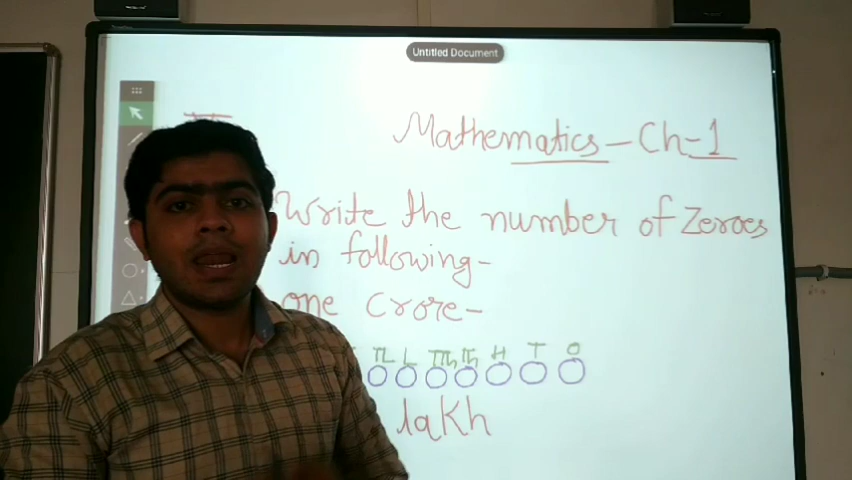 Untitled Document
Mathematics - Ch-1
Write the number of Zeroes
in following-
one Crore-
TL L TTh Th H T O
lakh